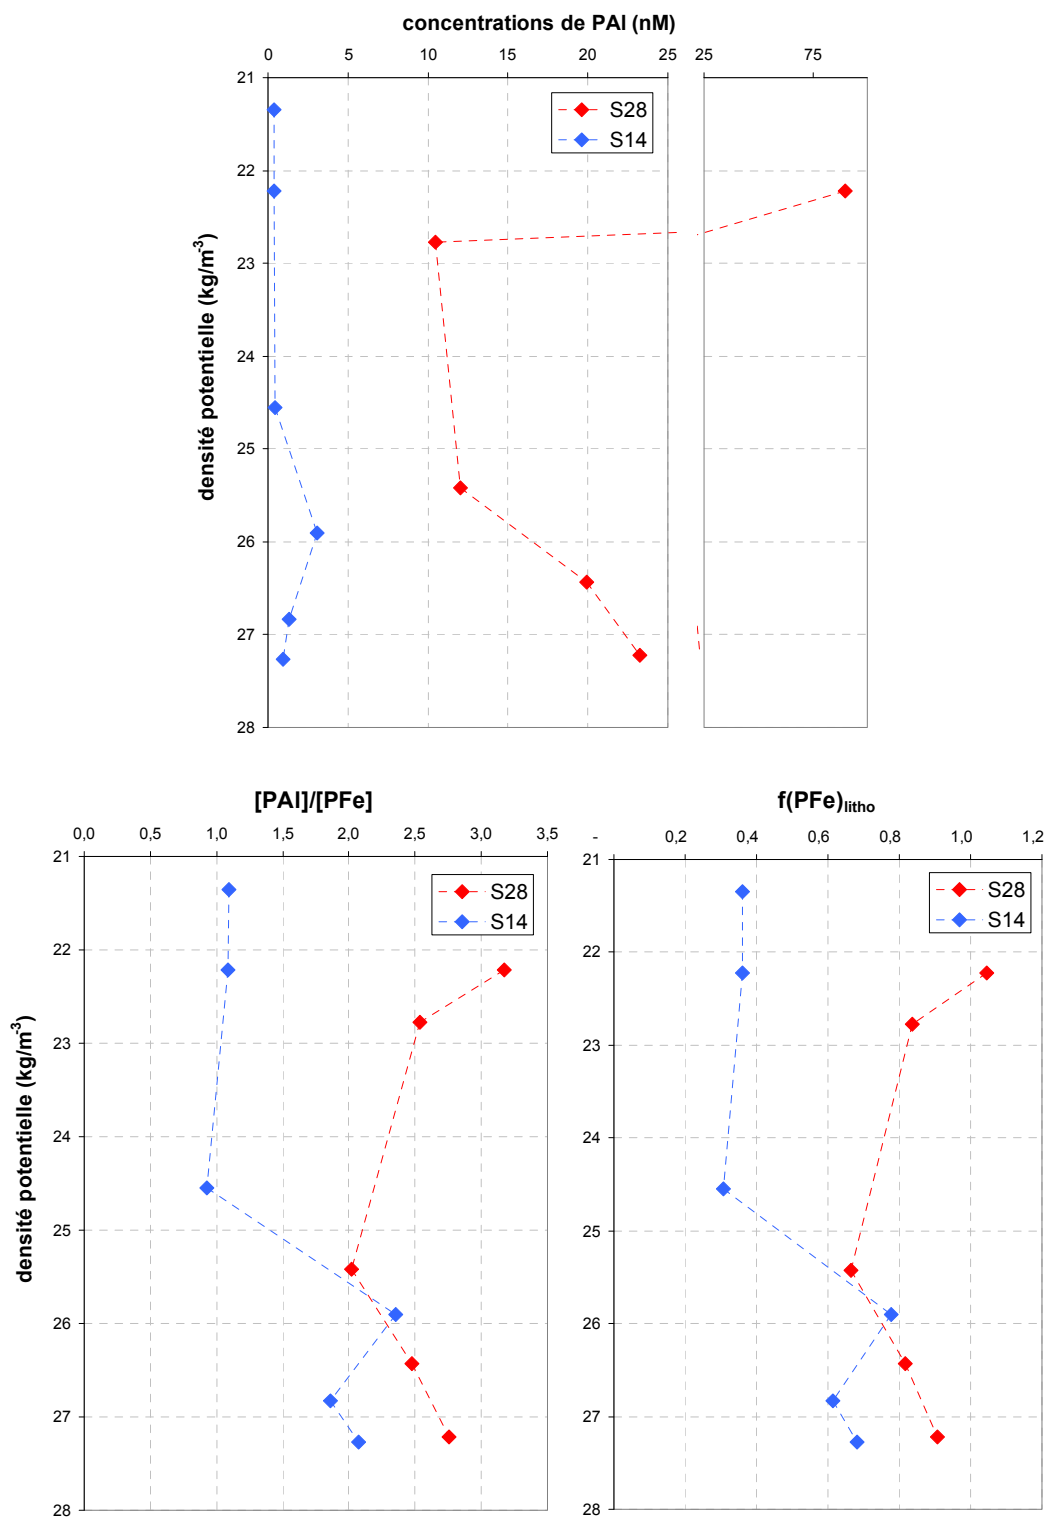 concentrations de PAl (nM)
0 5 10 15 20 25 25 75
21
22
23
24
25
26
27
28
densité potentielle (kg/m-3)
S28
S14
[PAl]/[PFe]
0,0 1,0 1,5 2,0 2,5 3,0 3,5
21
22
23
24
25
26
27
28
densité potentielle (kg/m-3)
S28
S14
f(PFe)litho
- 0,2 0,4 0,6 0,8 1,0 1,2
21
22
23
24
25
26
27
28
S28
S14